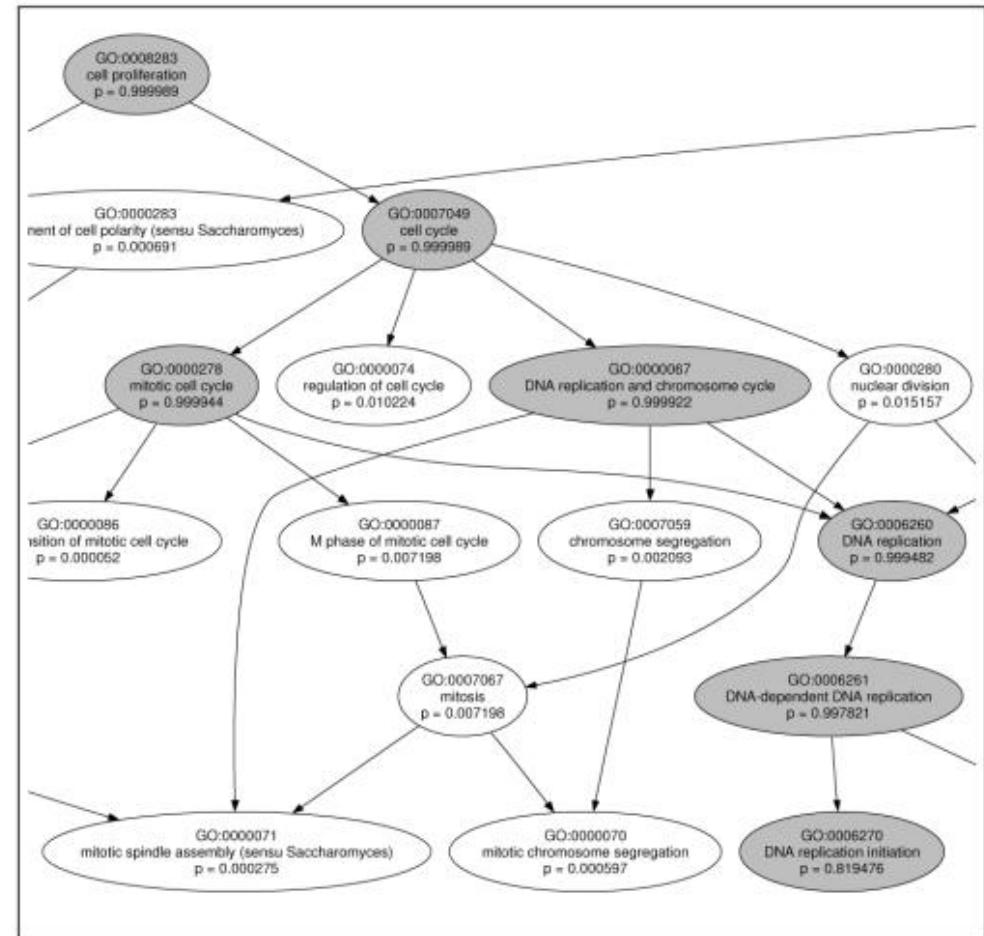 GO:0008283
cell proliferation
p = 0.999989
GO:0000283
of cell polarity (sensu Saccharomyces)
p = 0.000691
GO:0007049
cell cycle
p = 0.999989
GO:0000278
mitotic cell cycle
p = 0.999944
GO:0000074
regulation of cell cycle
p = 0.010224
GO:0000067
DNA replication and chromosome cycle
p = 0.999922
GO:0000280
nuclear division
p = 0.015157
GO:0000086
of mitotic cell cycle
p = 0.000052
GO:0000087
M phase of mitotic cell cycle
p = 0.007198
GO:0007059
chromosome segregation
p = 0.002093
GO:0006260
DNA replication
p = 0.999482
GO:0007067
mitosis
p = 0.007198
GO:0006261
DNA-dependent DNA replication
p = 0.997821
GO:0000071
mitotic spindle assembly (sensu Saccharomyces)
p = 0.000275
GO:0000070
mitotic chromosome segregation
p = 0.000597
GO:0006270
DNA replication initiation
p = 0.819476